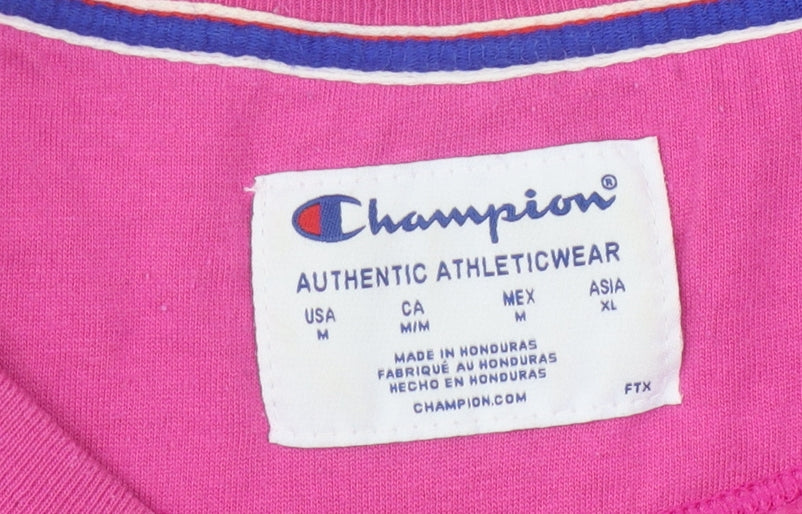 Champion®
AUTHENTIC ATHLETICWEAR
USA CA MEX ASIA
M M/M M XL
MADE IN HONDURAS
FABRIQUÉ AU HONDURAS
HECHO EN HONDURAS
CHAMPION.COM
FTX